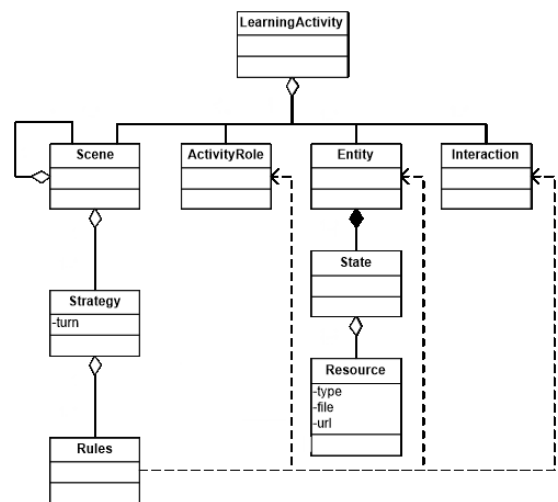 LearningActivity
Scene
ActivityRole
Entity
Interaction
State
Strategy
-turn
Resource
-type
-file
-url
Rules